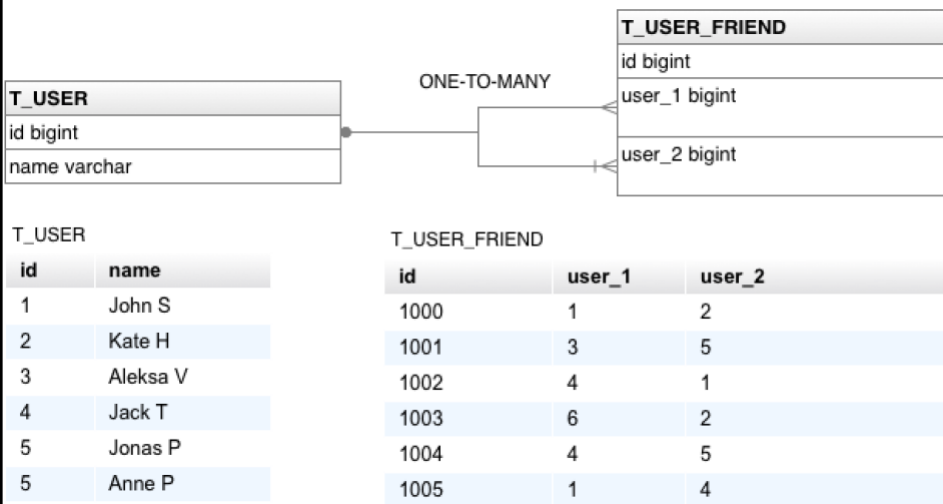 T_USER_FRIEND
id bigint
user_1 bigint
user_2 bigint
ONE-TO-MANY
T_USER
id bigint
name varchar
T_USER
id name
1 John S
2 Kate H
3 Aleksa V
4 Jack T
5 Jonas P
5 Anne P
T_USER_FRIEND
id user_1 user_2
1000 1 2
1001 3 5
1002 4 1
1003 6 2
1004 4 5
1005 1 4